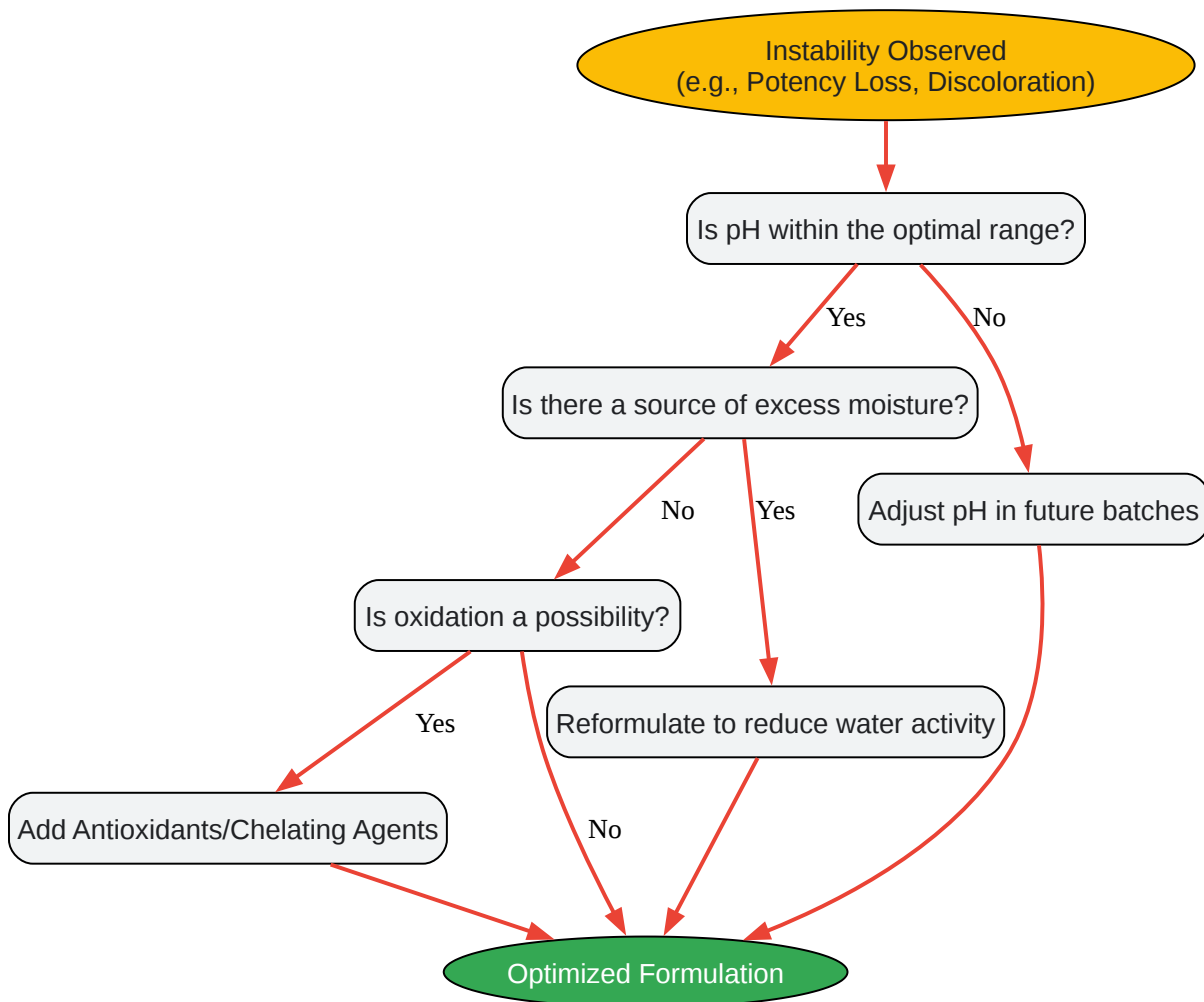 Instability Observed
(e.g., Potency Loss, Discoloration)
Is pH within the optimal range?
Yes
No
Is there a source of excess moisture?
No
Yes
Adjust pH in future batches
Is oxidation a possibility?
Yes
Reformulate to reduce water activity
Add Antioxidants/Chelating Agents
No
Optimized Formulation